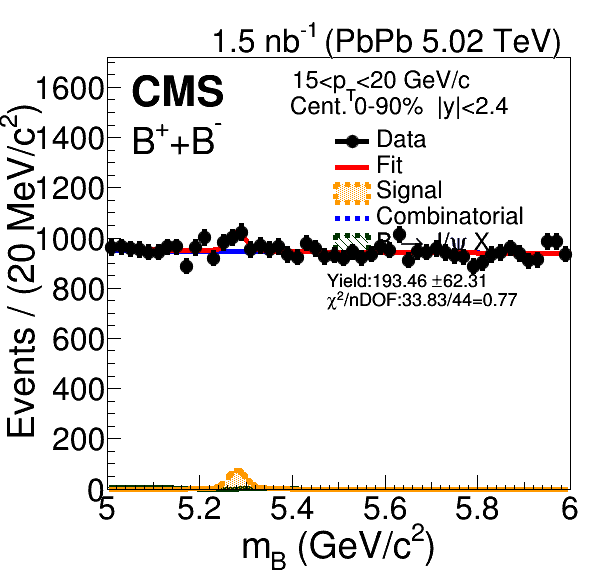 1.5 nb⁻¹ (PbPb 5.02 TeV)
CMS
B⁺+B⁻
15<p_T<20 GeV/c
Cent. 0-90% |y|<2.4
Data
Fit
Signal
Combinatorial
B → J/ψ X
Yield:193.46 ±62.31
χ²/nDOF:33.83/44=0.77
Events / (20 MeV/c²)
1600
1400
1200
1000
800
600
400
200
0
5 5.2 5.4 5.6 5.8 6
m_B (GeV/c²)